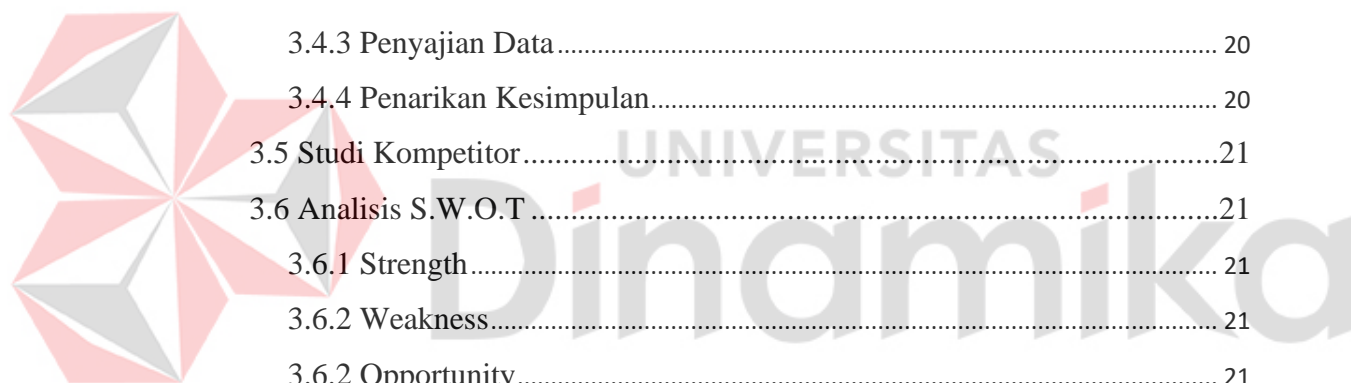 3.4.3 Penyajian Data.......... 20
3.4.4 Penarikan Kesimpulan.......... 20
UNIVERSITAS
3.5 Studi Kompetitor..........21
Dinamika
3.6 Analisis S.W.O.T ..........21
3.6.1 Strength.......... 21
3.6.2 Weakness.......... 21
3.6.2 Opportunity.......... 21